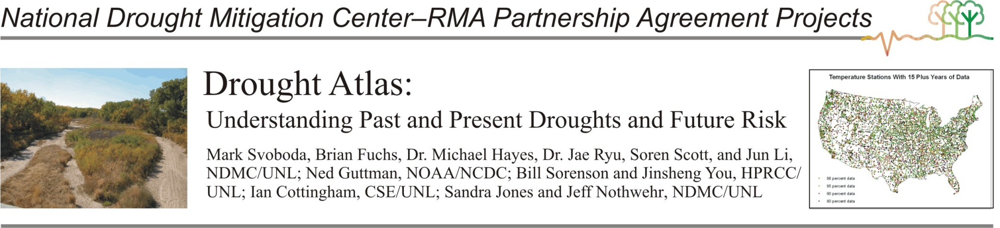 National Drought Mitigation Center–RMA Partnership Agreement Projects
Drought Atlas:
Understanding Past and Present Droughts and Future Risk
Mark Svoboda, Brian Fuchs, Dr. Michael Hayes, Dr. Jae Ryu, Soren Scott, and Jun Li,
NDMC/UNL; Ned Guttman, NOAA/NCDC; Bill Sorenson and Jinsheng You, HPRCC/
UNL; Ian Cottingham, CSE/UNL; Sandra Jones and Jeff Nothwehr, NDMC/UNL
Temperature Stations With 15 Plus Years of Data
98 percent data
95 percent data
90 percent data
80 percent data